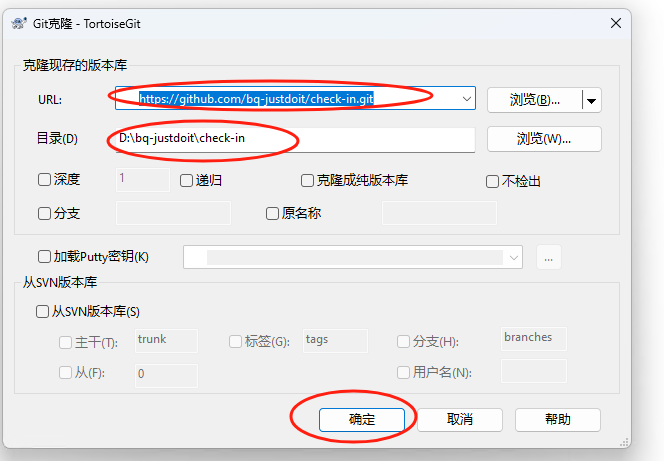 Git克隆 - TortoiseGit
克隆现存的版本库
URL: https://github.com/bq-justdoit/check-in.git 浏览(B)...
目录(D) D:\bq-justdoit\check-in 浏览(W)...
深度 1 递归 克隆成纯版本库 不检出
分支 原名称
加载Putty密钥(K) ...
从SVN版本库
从SVN版本库(S)
主干(T): trunk 标签(G): tags 分支(H): branches
从(F): 0 用户名(N):
确定 取消 帮助